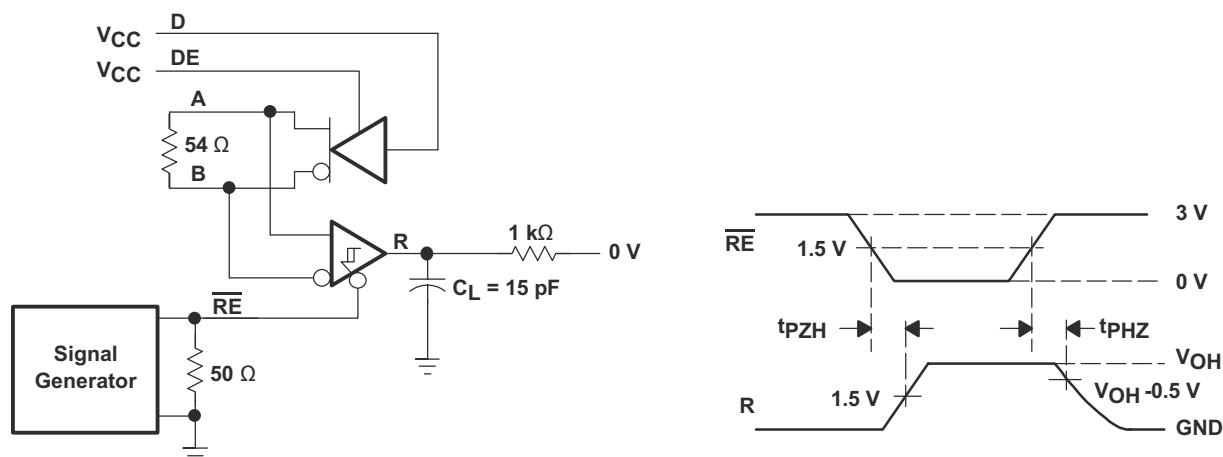 VCC D
VCC DE
A
54 Ω
B
R
1 kΩ
0 V
CL = 15 pF
RE
Signal
Generator
50 Ω
3 V
RE
1.5 V
0 V
tPZH
tPHZ
VOH
1.5 V
VOH -0.5 V
R
GND